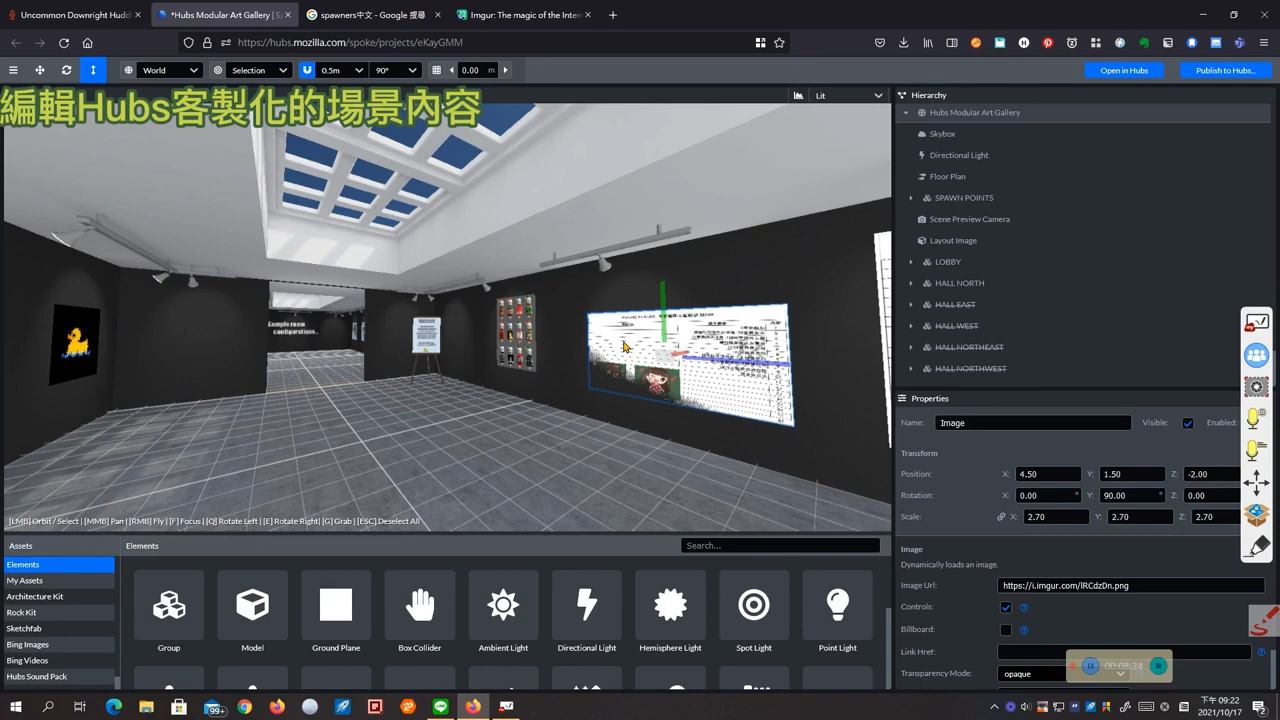 Uncommon Downright Hudd
*Hubs Modular Art Gallery | S
spawners中文 - Google 搜尋
Imgur: The magic of the Inter
https://hubs.mozilla.com/spoke/projects/eKayGMM
World
Selection
0.5m
90°
0.00
m
Open in Hubs
Publish to Hubs...
編輯Hubs客製化的場景內容
Lit
Example room
configuration..
[LMB] Orbit / Select | [MMB] Pan | [RMB] Fly | [F] Focus | [Q] Rotate Left | [E] Rotate Right | [G] Grab | [ESC] Deselect All
Hierarchy
Hubs Modular Art Gallery
Skybox
Directional Light
Floor Plan
SPAWN POINTS
Scene Preview Camera
Layout Image
LOBBY
HALL NORTH
HALL EAST
HALL WEST
HALL NORTHEAST
HALL NORTHWEST
Properties
Name:
Image
Visible:
Enabled:
Transform
Position:
X:
4.50
Y:
1.50
Z:
-2.00
Rotation:
X:
0.00
°
Y:
90.00
°
Z:
0.00
Scale:
X:
2.70
Y:
2.70
Z:
2.70
Image
Dynamically loads an image.
Image Url:
https://i.imgur.com/lRCdzDn.png
Controls:
Billboard:
Link Href:
Transparency Mode:
opaque
00:08:24
Assets
Elements
My Assets
Architecture Kit
Rock Kit
Sketchfab
Bing Images
Bing Videos
Hubs Sound Pack
Elements
Search...
Group
Model
Ground Plane
Box Collider
Ambient Light
Directional Light
Hemisphere Light
Spot Light
Point Light
99+
下午 09:22
2021/10/17
2